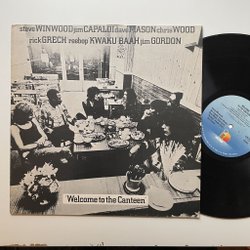 steve WINWOOD jim CAPALDI dave MASON chris WOOD
rick GRECH reebop KWAKU BAAH jim GORDON
Welcome to the Canteen